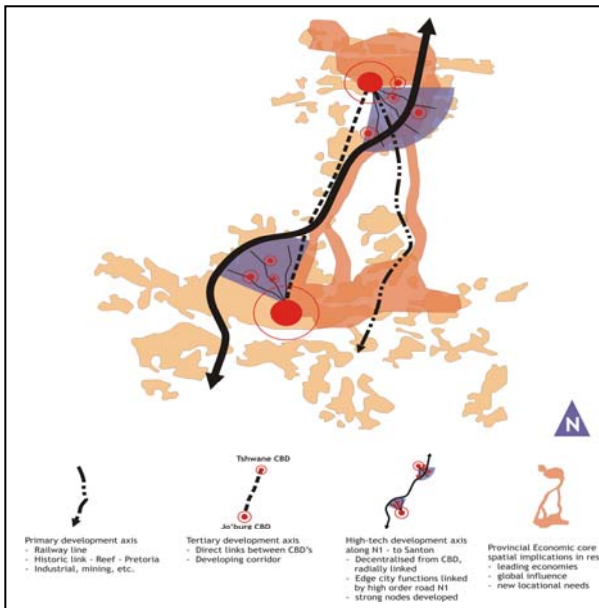 N
Tshwane CBD
Jo'burg CBD
Primary development axis
- Railway line
- Historic link - Reef - Pretoria
- Industrial, mining, etc.
Tertiary development axis
- Direct links between CBD's
- Developing corridor
High-tech development axis
along N1 - to Santon
- Decentralised from CBD,
radially linked
- Edge city functions linked
by high order road N1
- strong nodes developed
Provincial Economic core
spatial implications in res
- leading economies
- global influence
- new locational needs